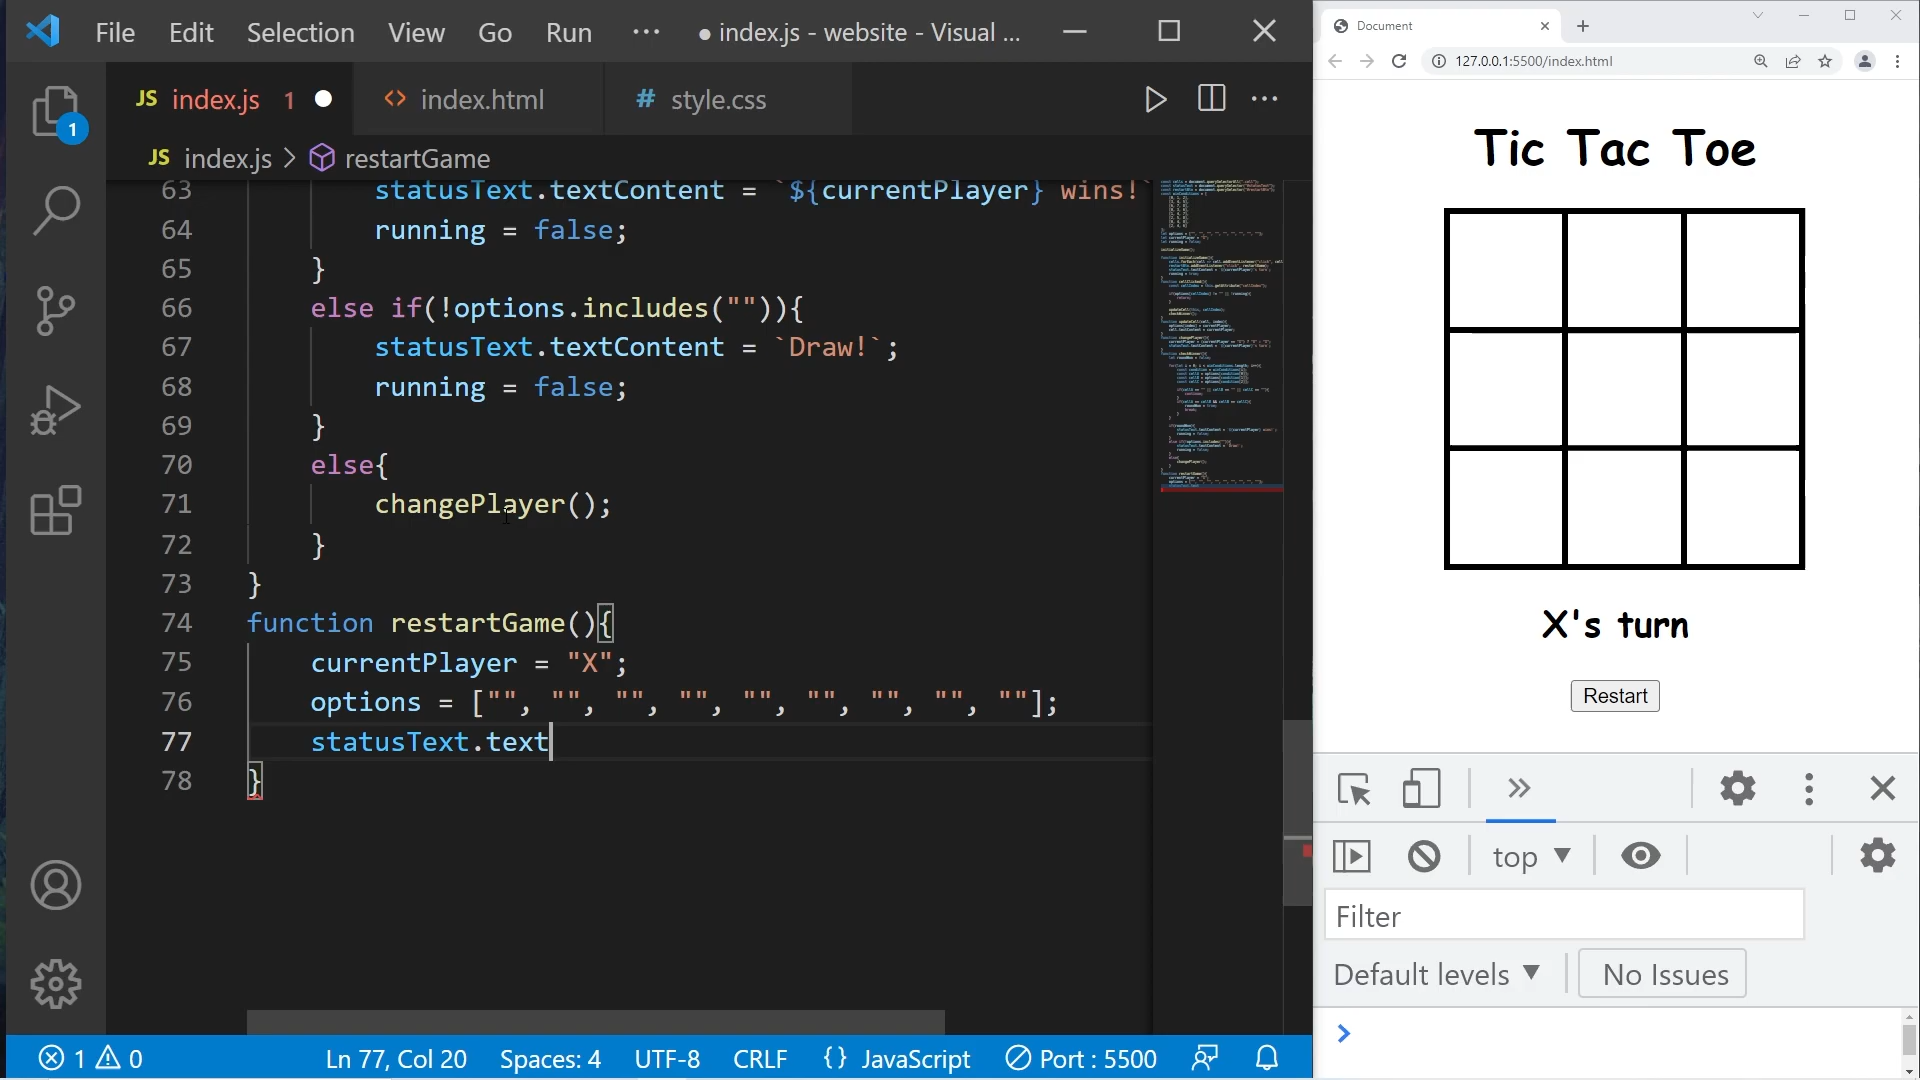 File Edit Selection View Go Run ··· ● index.js - website - Visual ...
JS index.js 1 <> index.html # style.css
JS index.js > restartGame
63 statusText.textContent = `${currentPlayer} wins!`
64 running = false;
65 }
66 else if(!options.includes("")){
67 statusText.textContent = `Draw!`;
68 running = false;
69 }
70 else{
71 changePlayer();
72 }
73 }
74 function restartGame(){
75 currentPlayer = "X";
76 options = ["", "", "", "", "", "", "", "", ""];
77 statusText.text
78 }
1
1 0 Ln 77, Col 20 Spaces: 4 UTF-8 CRLF {} JavaScript Port : 5500
Document
127.0.0.1:5500/index.html
Tic Tac Toe
X's turn
Restart
top
Filter
Default levels No Issues